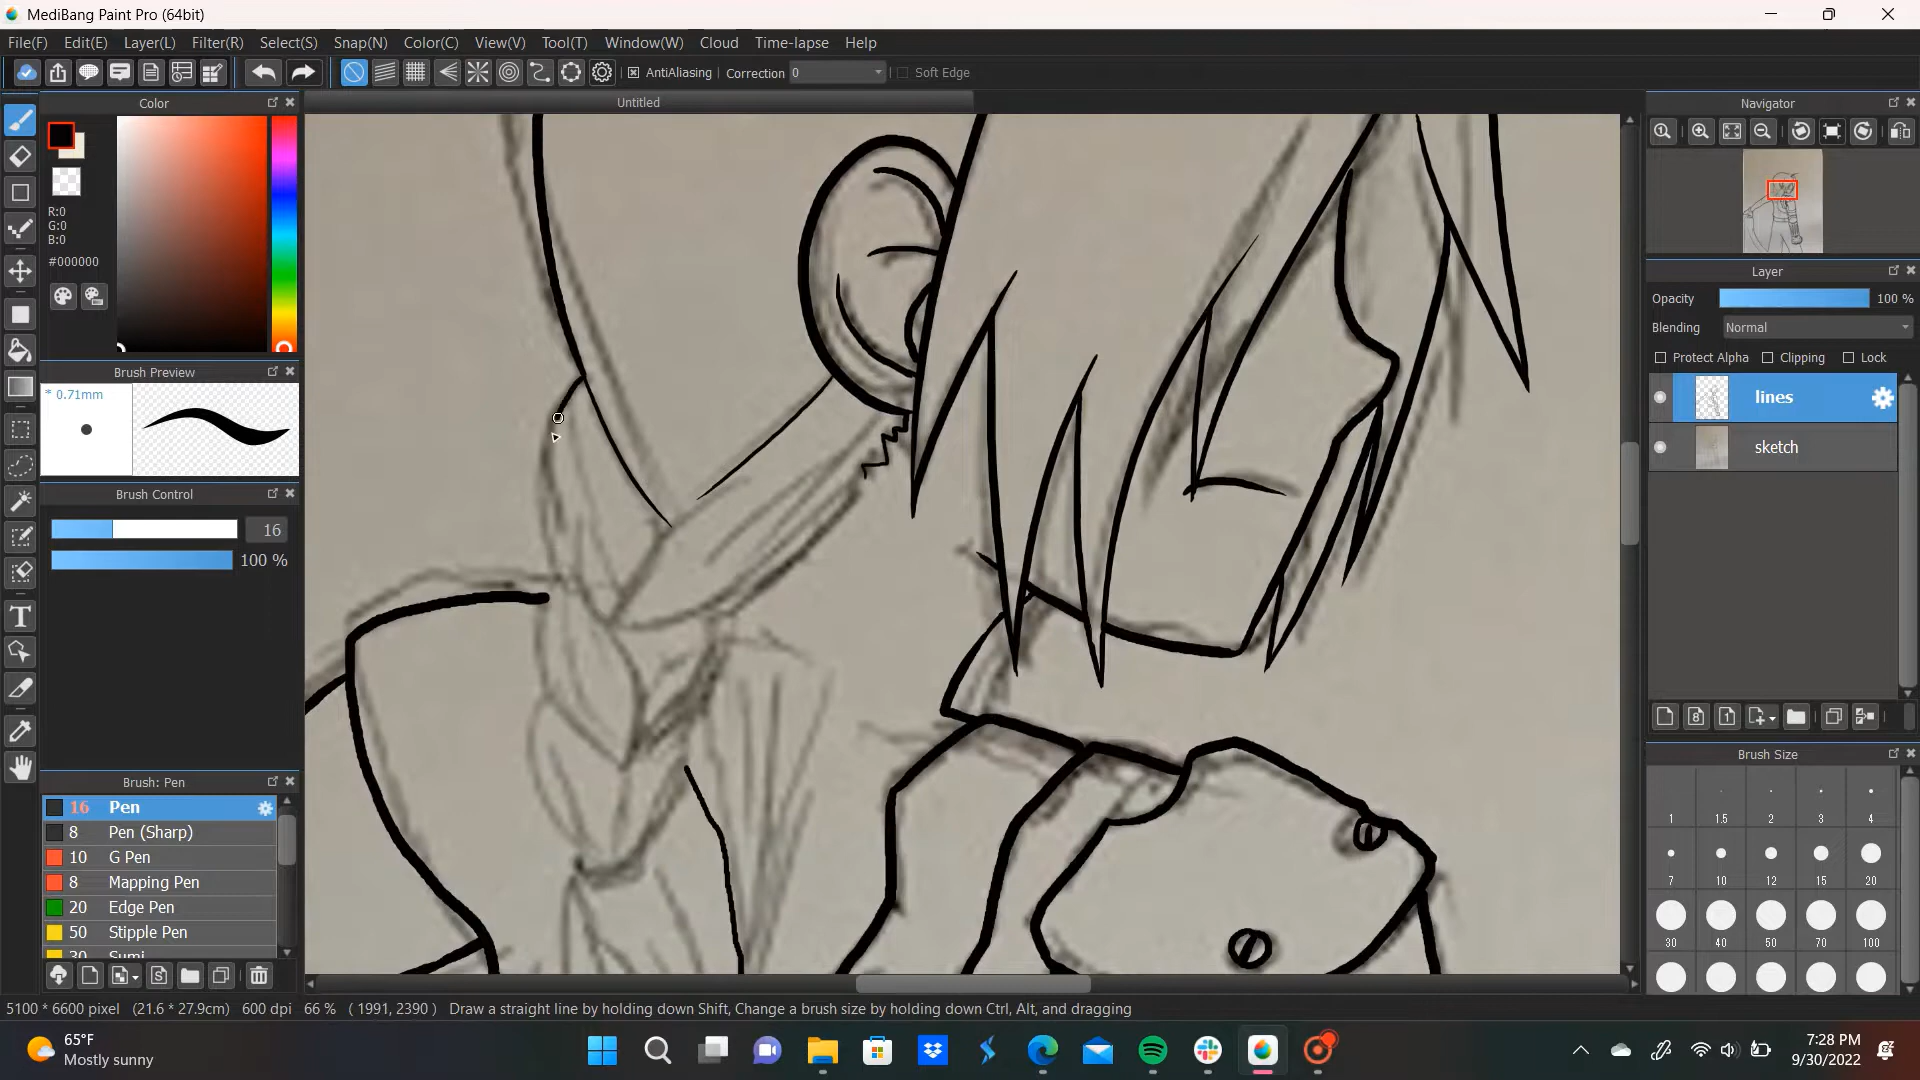 MediBang Paint Pro (64bit)
File(F) Edit(E) Layer(L) Filter(R) Select(S) Snap(N) Color(C) View(V) Tool(T) Window(W) Cloud Time-lapse Help
AntiAliasing Correction 0 Soft Edge
Color
Untitled
Navigator
R:0
G:0
B:0
#000000
Layer
Opacity 100 %
Blending Normal
Protect Alpha Clipping Lock
Brush Preview
* 0.71mm
lines
sketch
Brush Control
16
100 %
T
Brush: Pen
16 Pen
8 Pen (Sharp)
10 G Pen
8 Mapping Pen
20 Edge Pen
50 Stipple Pen
30 Sumi
8 1
Brush Size
1 1.5 2 3 4
7 10 12 15 20
30 40 50 70 100
5100 * 6600 pixel (21.6 * 27.9cm) 600 dpi 66 % ( 1991, 2390 ) Draw a straight line by holding down Shift, Change a brush size by holding down Ctrl, Alt, and dragging
65°F
Mostly sunny
7:28 PM
9/30/2022